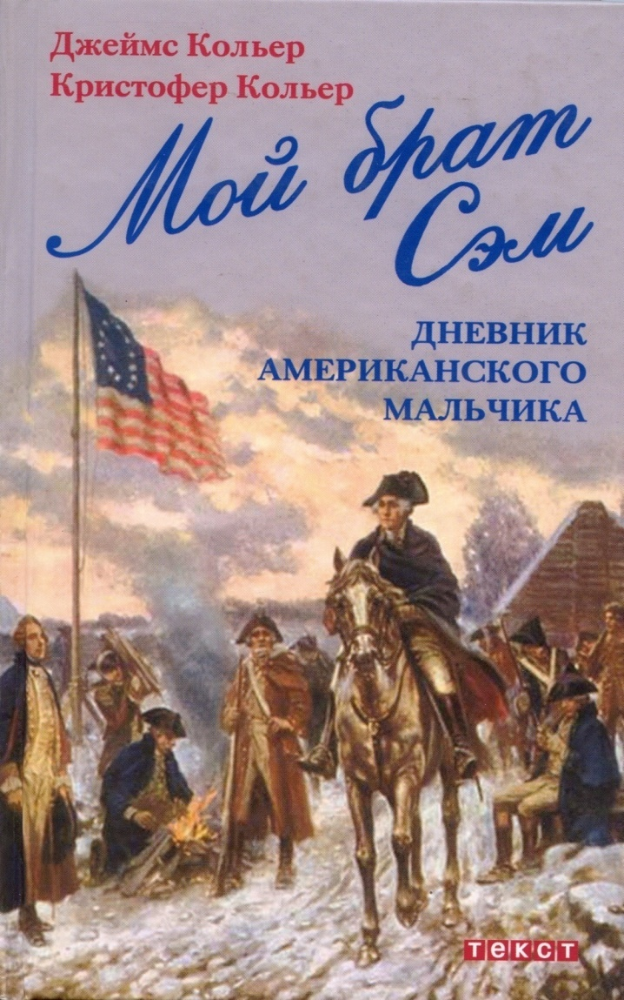 Джеймс Кольер
Кристофер Кольер
Мой брат
Сэм
ДНЕВНИК
АМЕРИКАНСКОГО
МАЛЬЧИКА
ТЕКСТ